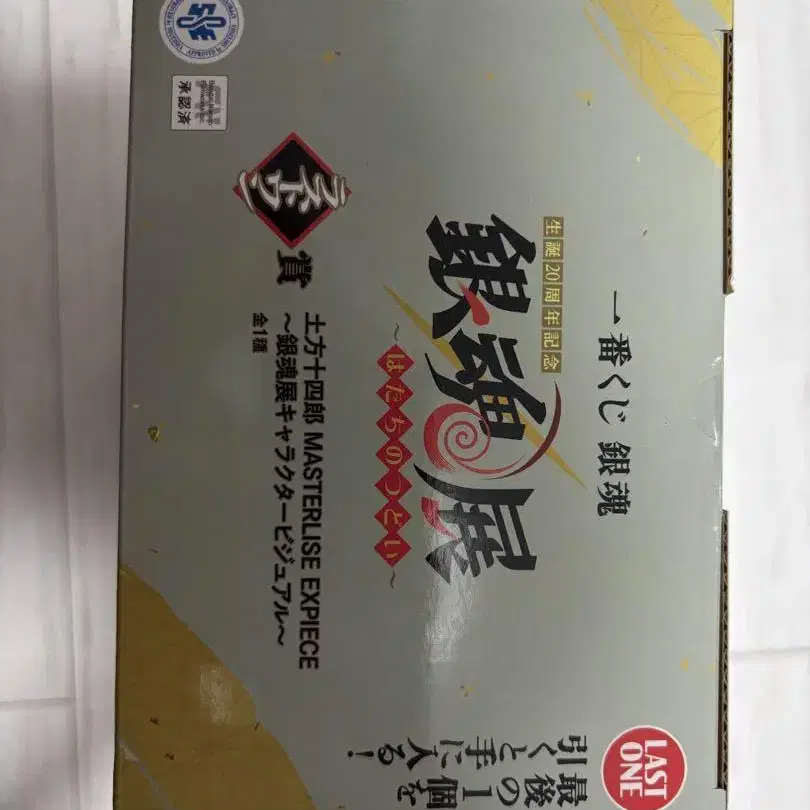 一番くじ 銀魂
生誕20周年記念
銀魂展
～はたちのつどい～
ラストワン賞
土方十四郎 MASTERLISE EXPIECE
～銀魂展キャラクタービジュアル～
全1種
LAST
ONE
最後の1個を
引くと手に入る!
承認済